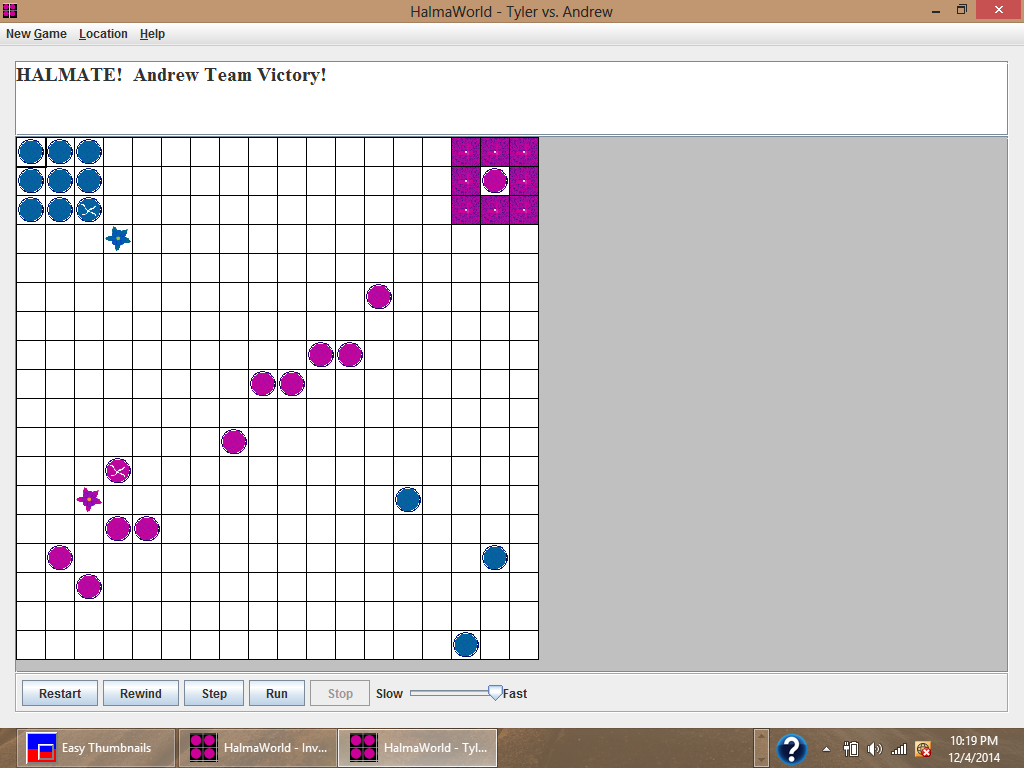 HalmaWorld - Tyler vs. Andrew
New Game Location Help
HALMATE! Andrew Team Victory!
Restart Rewind Step Run Stop Slow Fast
Easy Thumbnails HalmaWorld - Inv... HalmaWorld - Tyl... 10:19 PM
12/4/2014